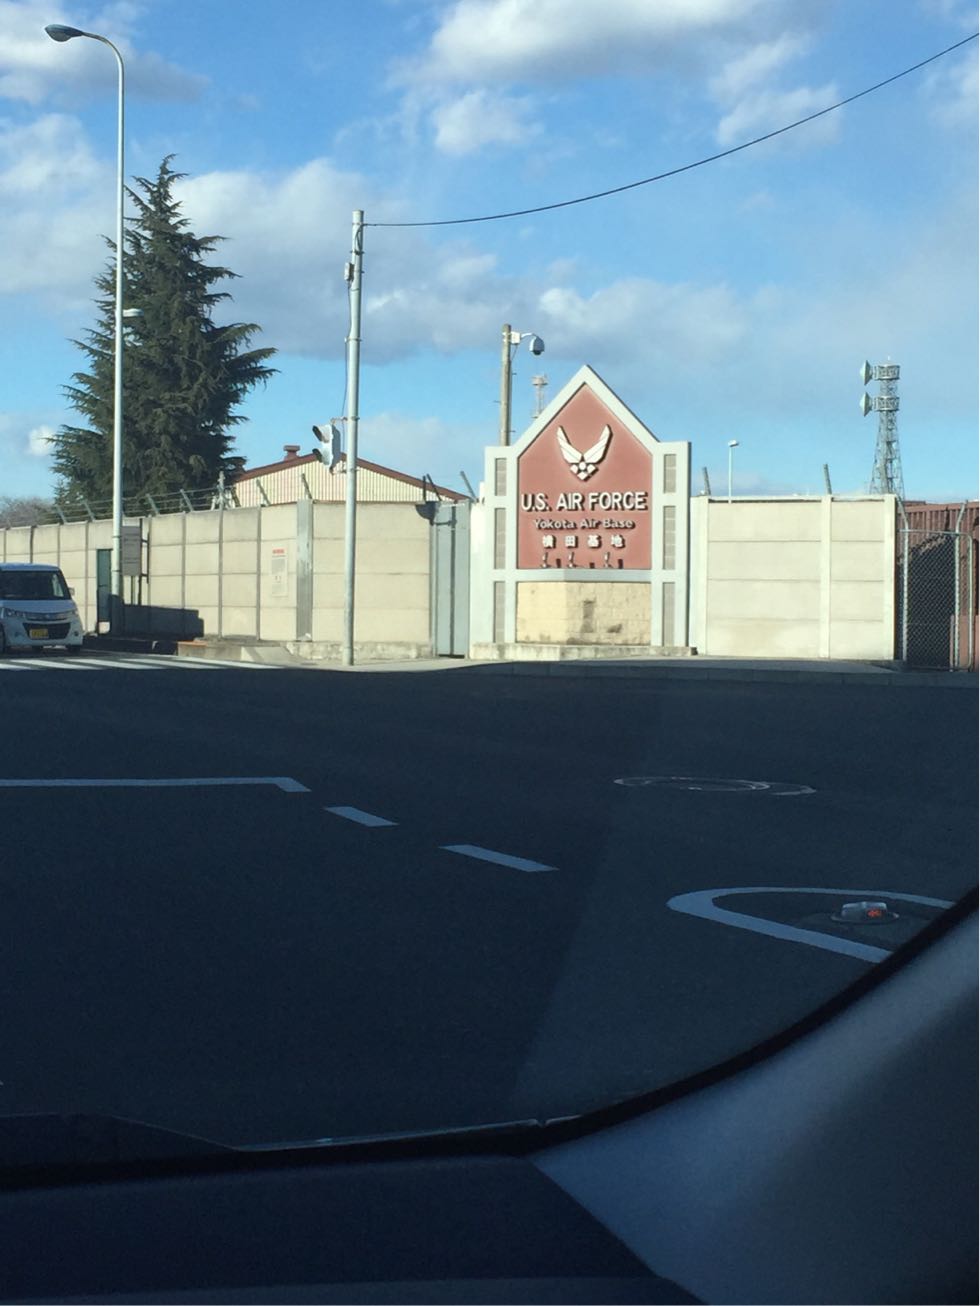 U.S. AIR FORCE
Yokota Air Base
横田基地